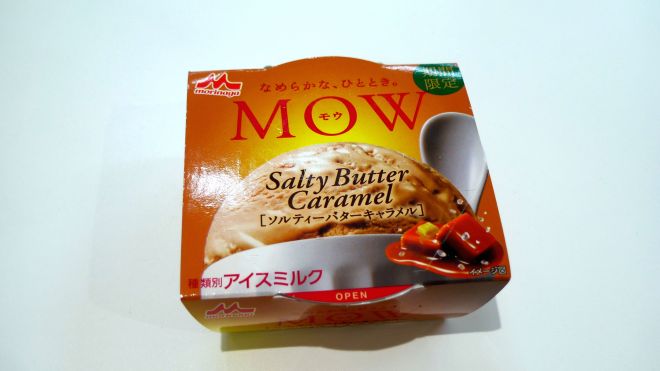 morinaga
なめらかな、ひととき。
期間
限定
MOW
モウ
Salty Butter
Caramel
[ソルティーバターキャラメル]
イメージ
種類別 アイスミルク
OPEN
MOW